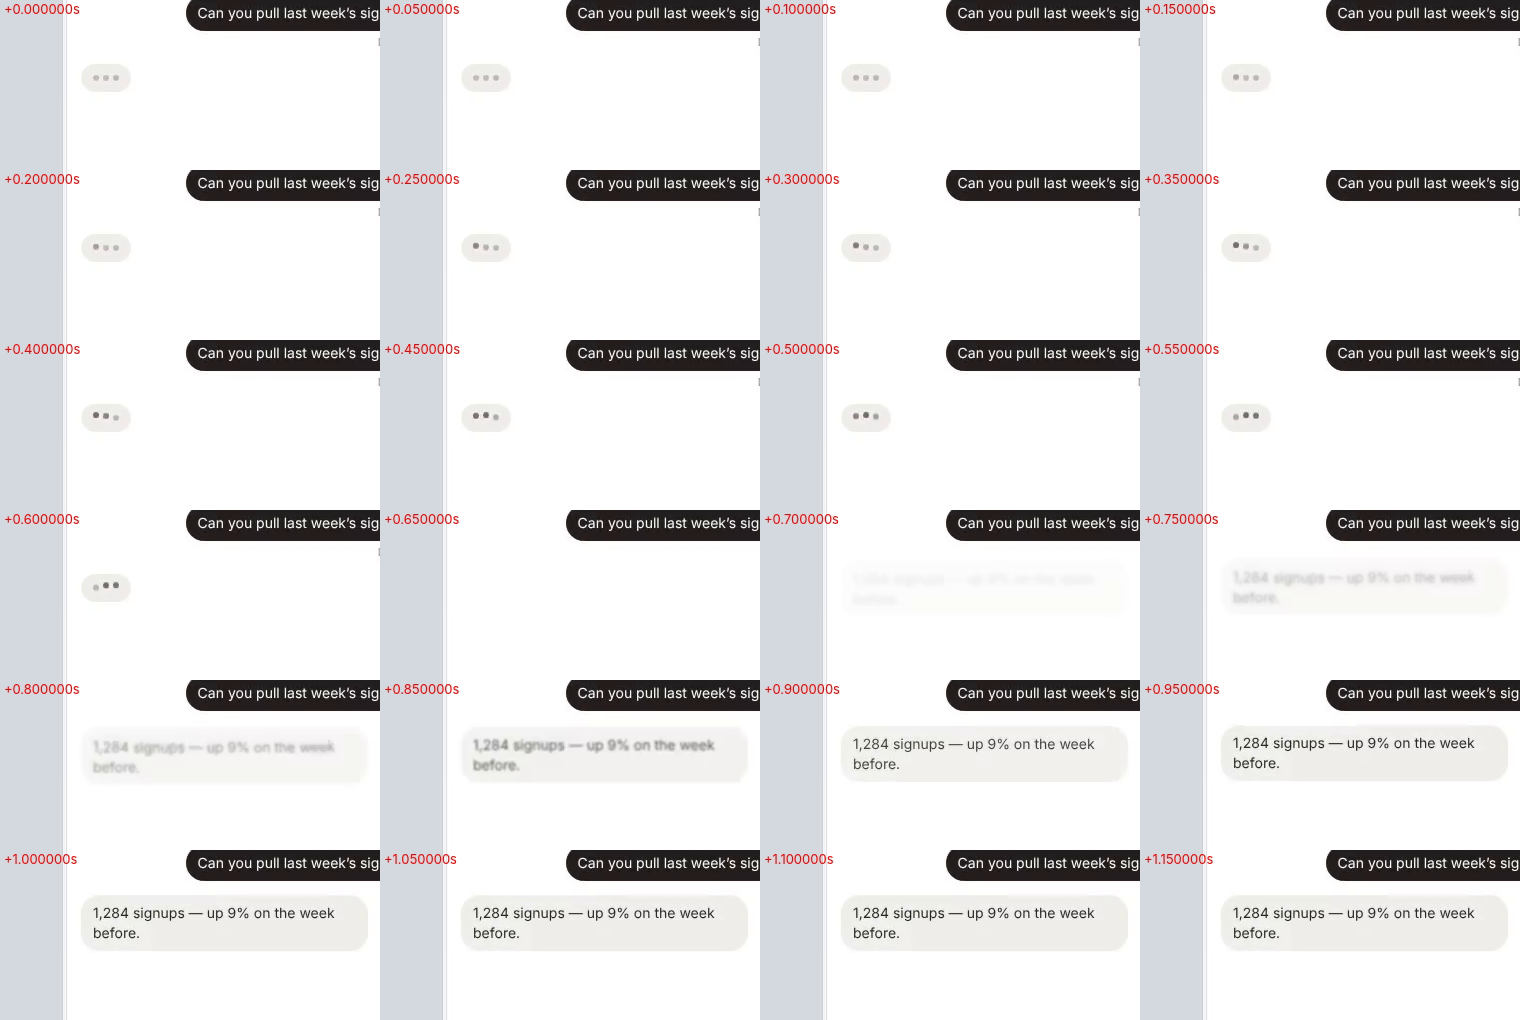 +0.000000s +0.050000s +0.100000s +0.150000s
Can you pull last week’s sig Can you pull last week’s sig Can you pull last week’s sig Can you pull last week’s sig
+0.200000s +0.250000s +0.300000s +0.350000s
Can you pull last week’s sig Can you pull last week’s sig Can you pull last week’s sig Can you pull last week’s sig
+0.400000s +0.450000s +0.500000s +0.550000s
Can you pull last week’s sig Can you pull last week’s sig Can you pull last week’s sig Can you pull last week’s sig
+0.600000s +0.650000s +0.700000s +0.750000s
Can you pull last week’s sig Can you pull last week’s sig Can you pull last week’s sig Can you pull last week’s sig
1,284 signups — up 9% on the week 1,284 signups — up 9% on the week
before. before.
+0.800000s +0.850000s +0.900000s +0.950000s
Can you pull last week’s sig Can you pull last week’s sig Can you pull last week’s sig Can you pull last week’s sig
1,284 signups — up 9% on the week 1,284 signups — up 9% on the week 1,284 signups — up 9% on the week 1,284 signups — up 9% on the week
before. before. before. before.
+1.000000s +1.050000s +1.100000s +1.150000s
Can you pull last week’s sig Can you pull last week’s sig Can you pull last week’s sig Can you pull last week’s sig
1,284 signups — up 9% on the week 1,284 signups — up 9% on the week 1,284 signups — up 9% on the week 1,284 signups — up 9% on the week
before. before. before. before.